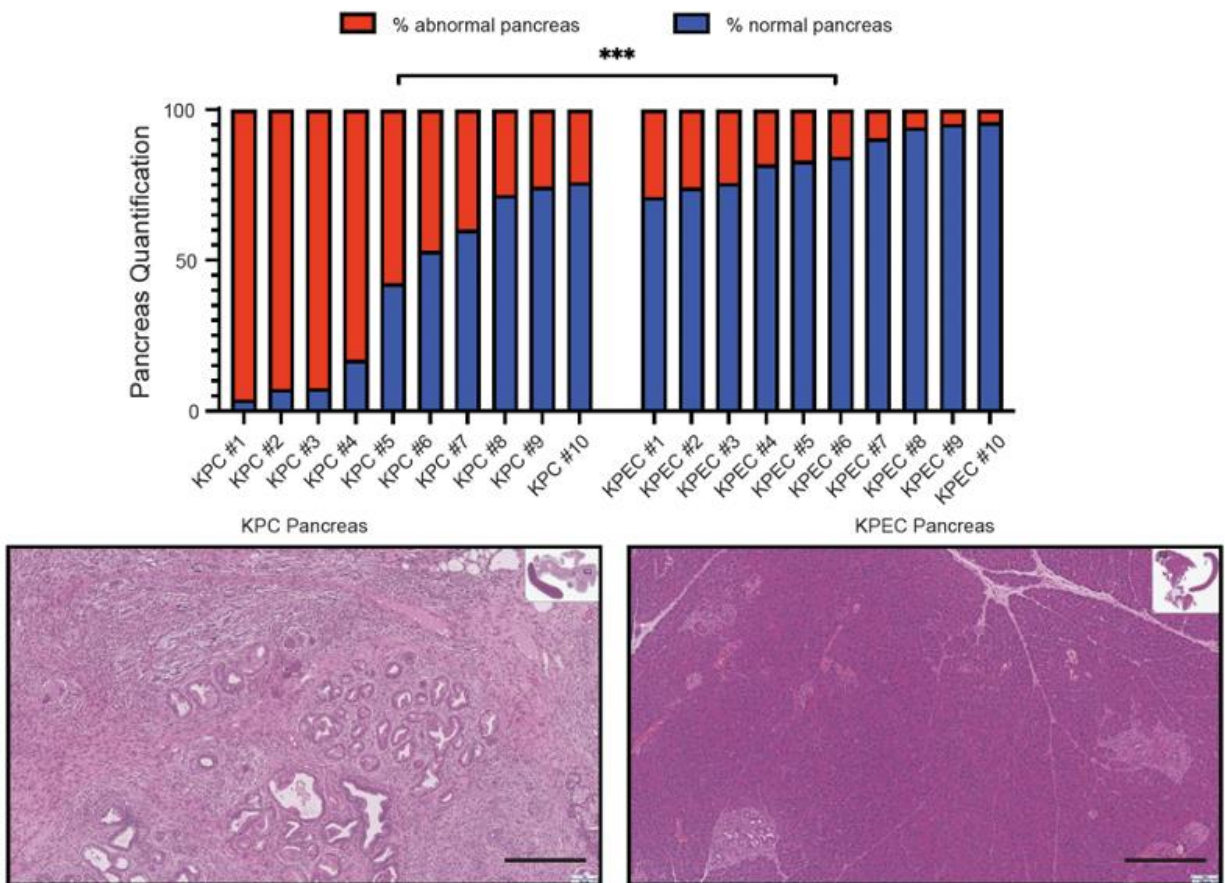 % abnormal pancreas % normal pancreas
***
Pancreas Quantification
100
50
0
KPC #1 KPC #2 KPC #3 KPC #4 KPC #5 KPC #6 KPC #7 KPC #8 KPC #9 KPC #10 KPEC #1 KPEC #2 KPEC #3 KPEC #4 KPEC #5 KPEC #6 KPEC #7 KPEC #8 KPEC #9 KPEC #10
KPC Pancreas KPEC Pancreas